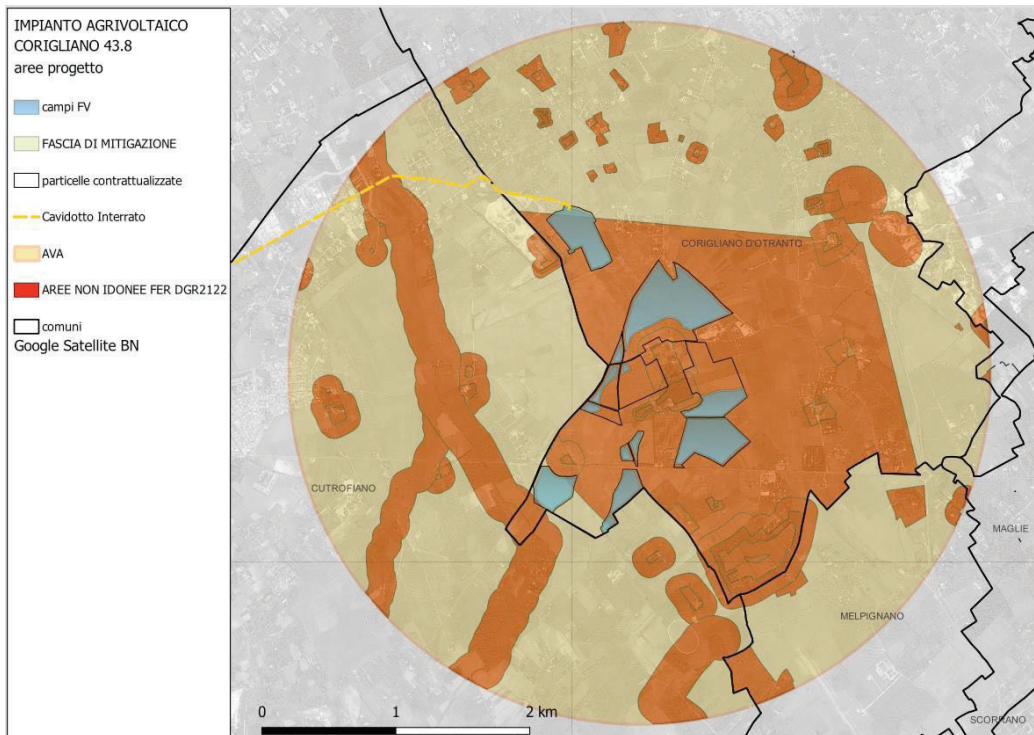 IMPIANTO AGRIVOLTAICO
CORIGLIANO 43.8
aree progetto
campi FV
FASCIA DI MITIGAZIONE
particelle contrattualizzate
Cavidotto Interrato
AVA
AREE NON IDONEE FER DGR2122
comuni
Google Satellite BN
CORIGLIANO D'OTRANTO
CUTROFIANO
MAGLIE
MELPIGNANO
SCORRANO
0 1 2 km